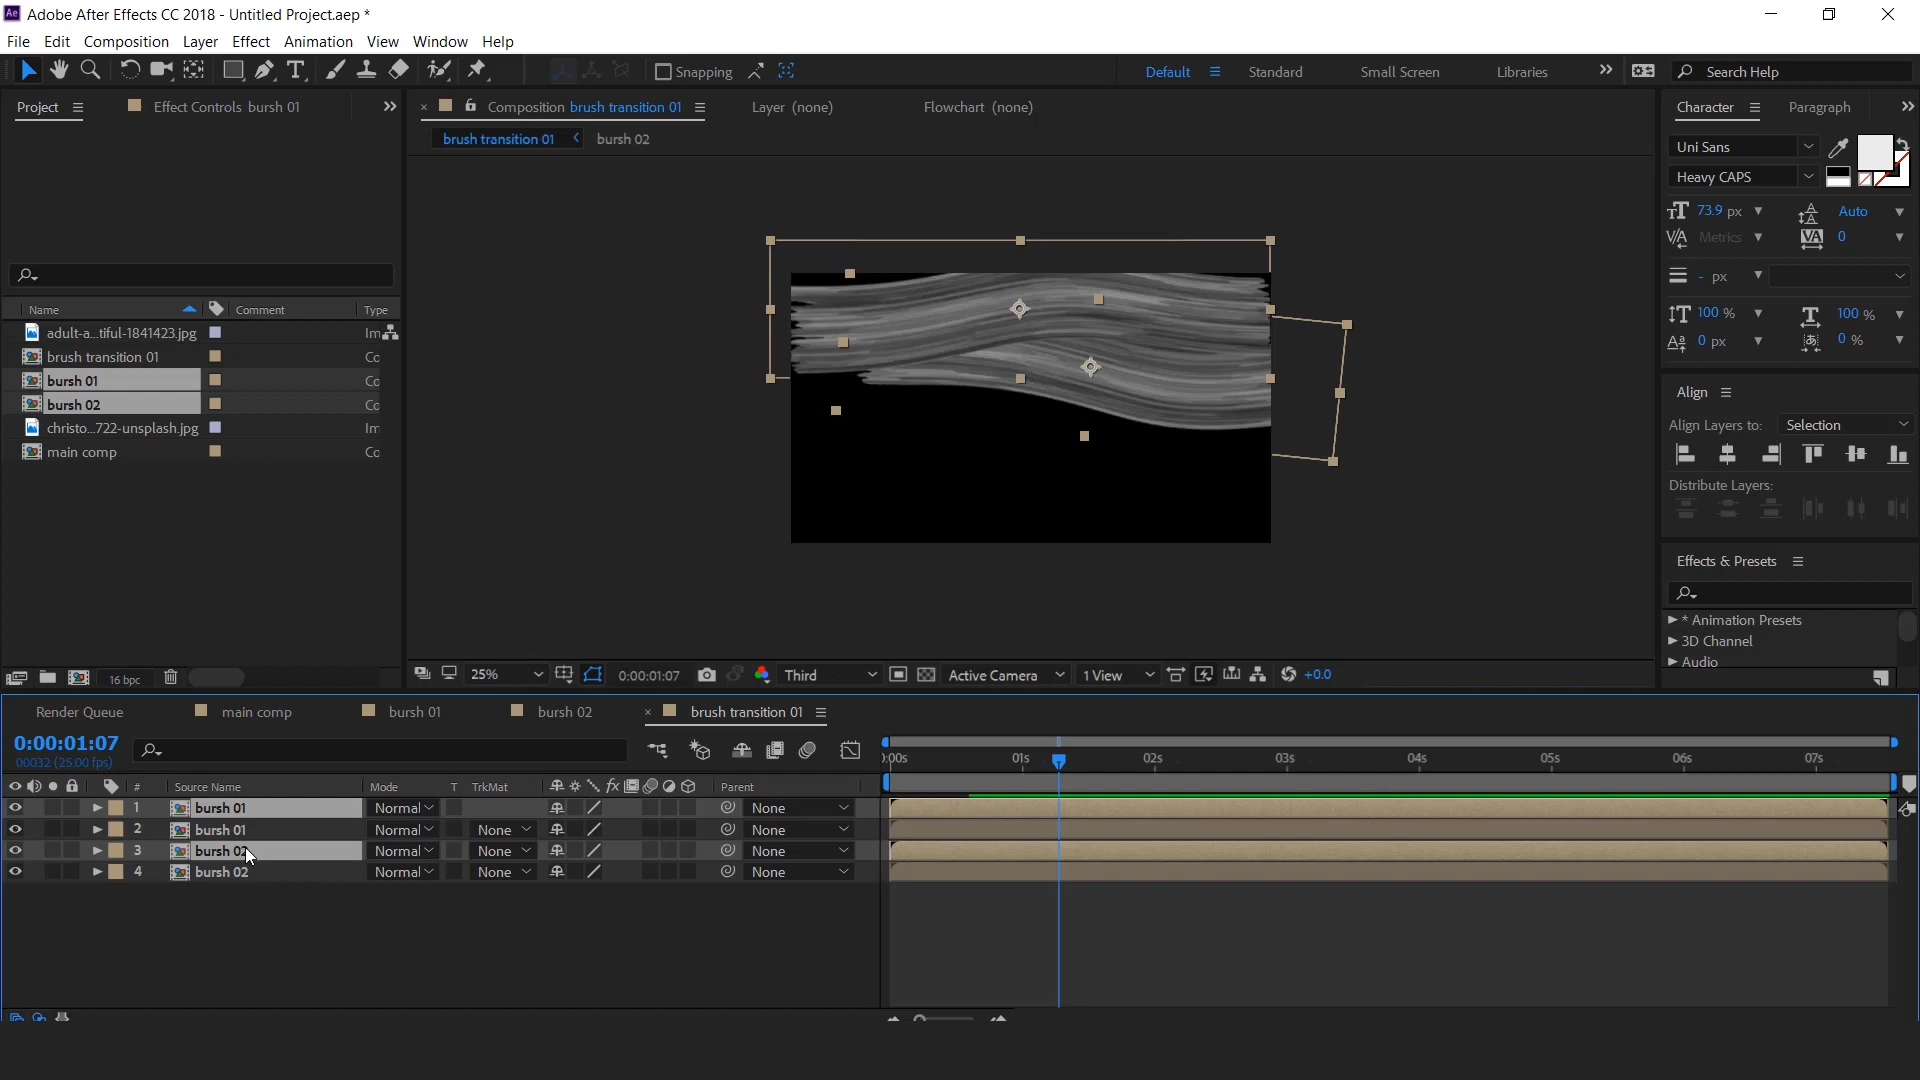 Ae Adobe After Effects CC 2018 - Untitled Project.aep *
File Edit Composition Layer Effect Animation View Window Help
Snapping Default Standard Small Screen Libraries Search Help
Project Effect Controls bursh 01
Composition brush transition 01 Layer (none) Flowchart (none)
Character Paragraph
brush transition 01 bursh 02
Uni Sans
Heavy CAPS
73.9 px Auto
Metrics 0
- px
100 % 100 %
0 px 0 %
Name Comment Type
adult-a...tiful-1841423.jpg Im
brush transition 01 Co
bursh 01 Co
bursh 02 Co
christo...722-unsplash.jpg Im
main comp Co
Align
Align Layers to: Selection
Distribute Layers:
Effects & Presets
* Animation Presets
3D Channel
Audio
16 bpc
25% 0:00:01:07 Third Active Camera 1 View +0.0
Render Queue main comp bursh 01 bursh 02 brush transition 01
0:00:01:07
00032 (25.00 fps)
):00s 01s 02s 03s 04s 05s 06s 07s
# Source Name Mode T TrkMat fx Parent
1 bursh 01 Normal None
2 bursh 01 Normal None None
3 bursh 02 Normal None None
4 bursh 02 Normal None None